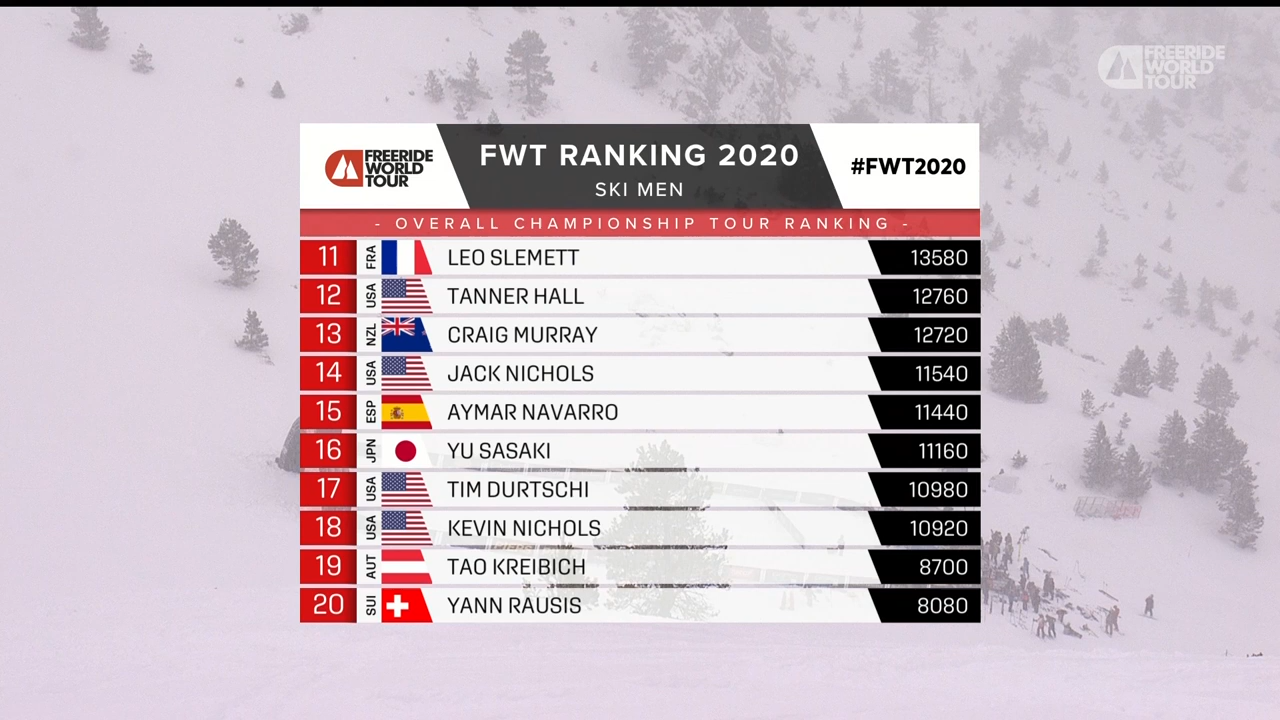 FREERIDE
WORLD
TOUR
FREERIDE
WORLD
TOUR
FWT RANKING 2020
SKI MEN
#FWT2020
- OVERALL CHAMPIONSHIP TOUR RANKING -
11 FRA LEO SLEMETT 13580
12 USA TANNER HALL 12760
13 NZL CRAIG MURRAY 12720
14 USA JACK NICHOLS 11540
15 ESP AYMAR NAVARRO 11440
16 JPN YU SASAKI 11160
17 USA TIM DURTSCHI 10980
18 USA KEVIN NICHOLS 10920
19 AUT TAO KREIBICH 8700
20 SUI YANN RAUSIS 8080